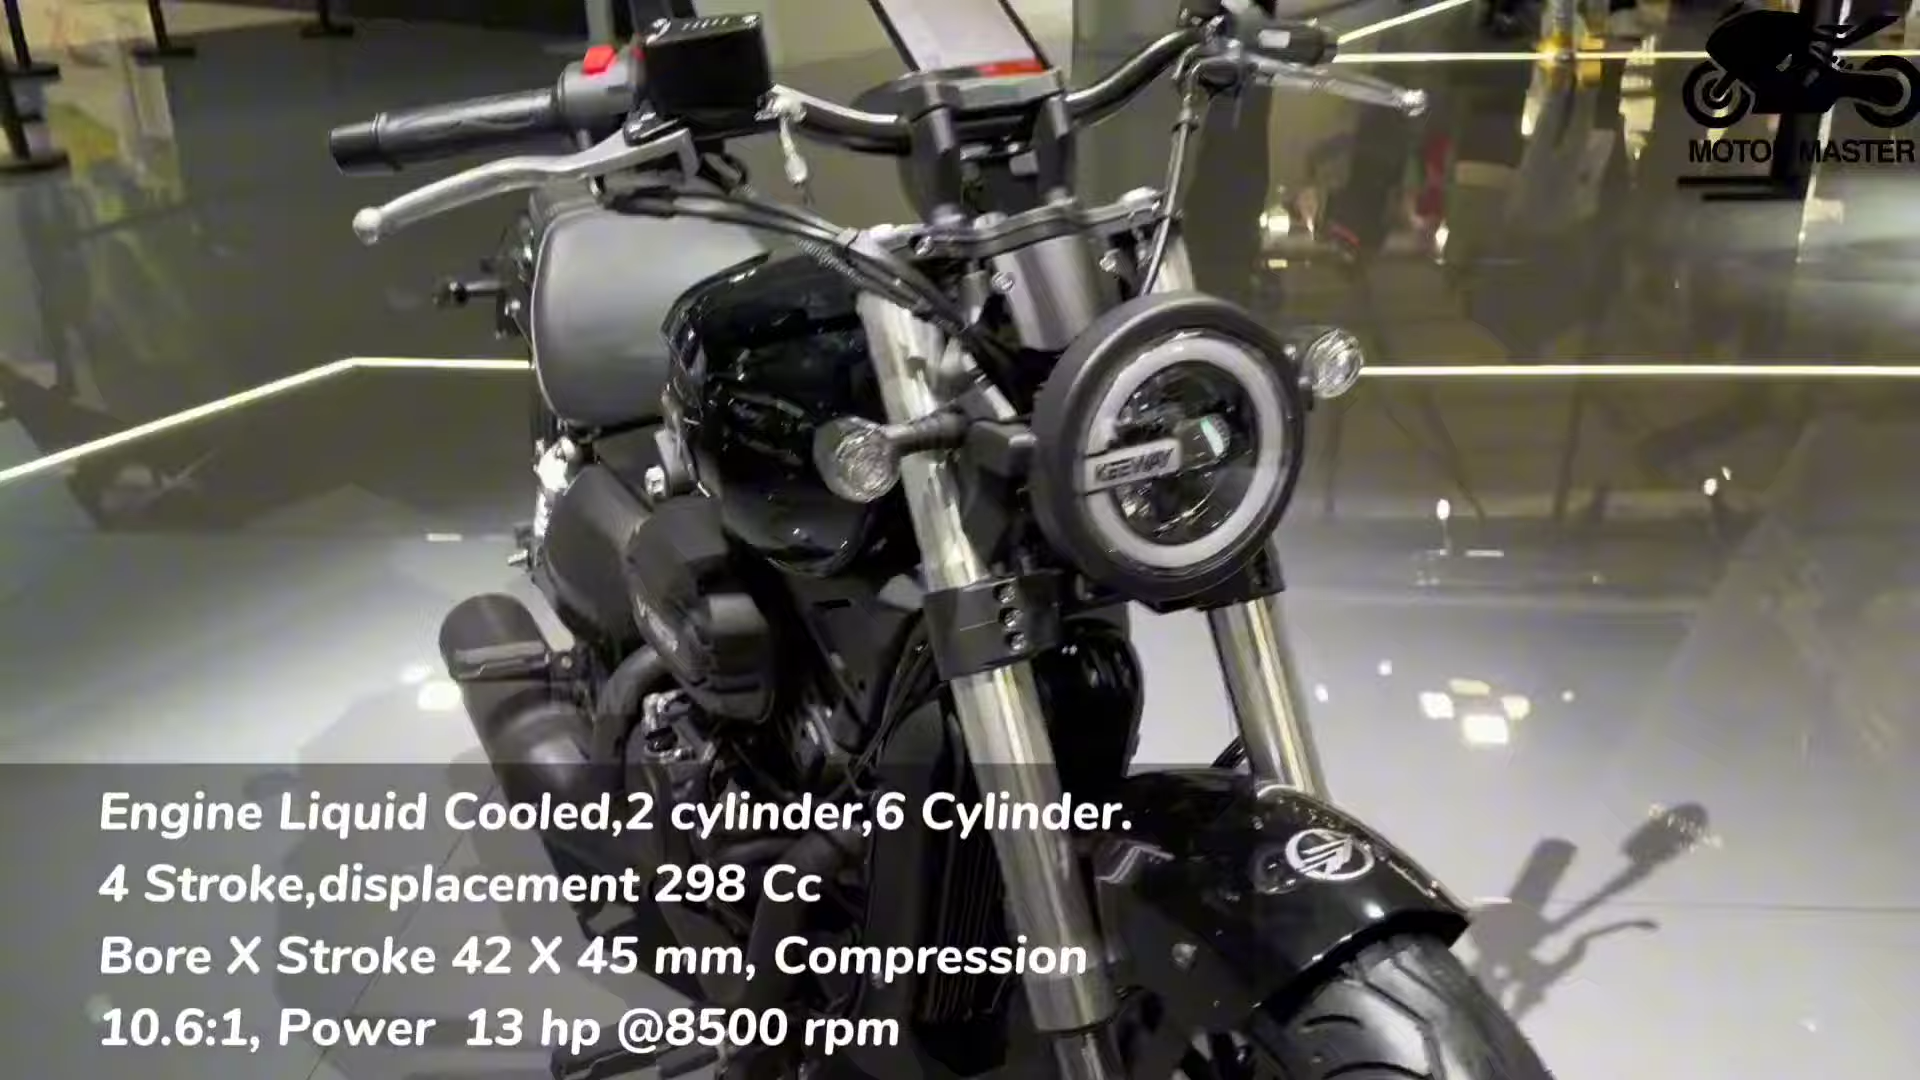 MOTOR MASTER
KEEWAY
Engine Liquid Cooled,2 cylinder,6 Cylinder.
4 Stroke,displacement 298 Cc
Bore X Stroke 42 X 45 mm, Compression
10.6:1, Power 13 hp @8500 rpm